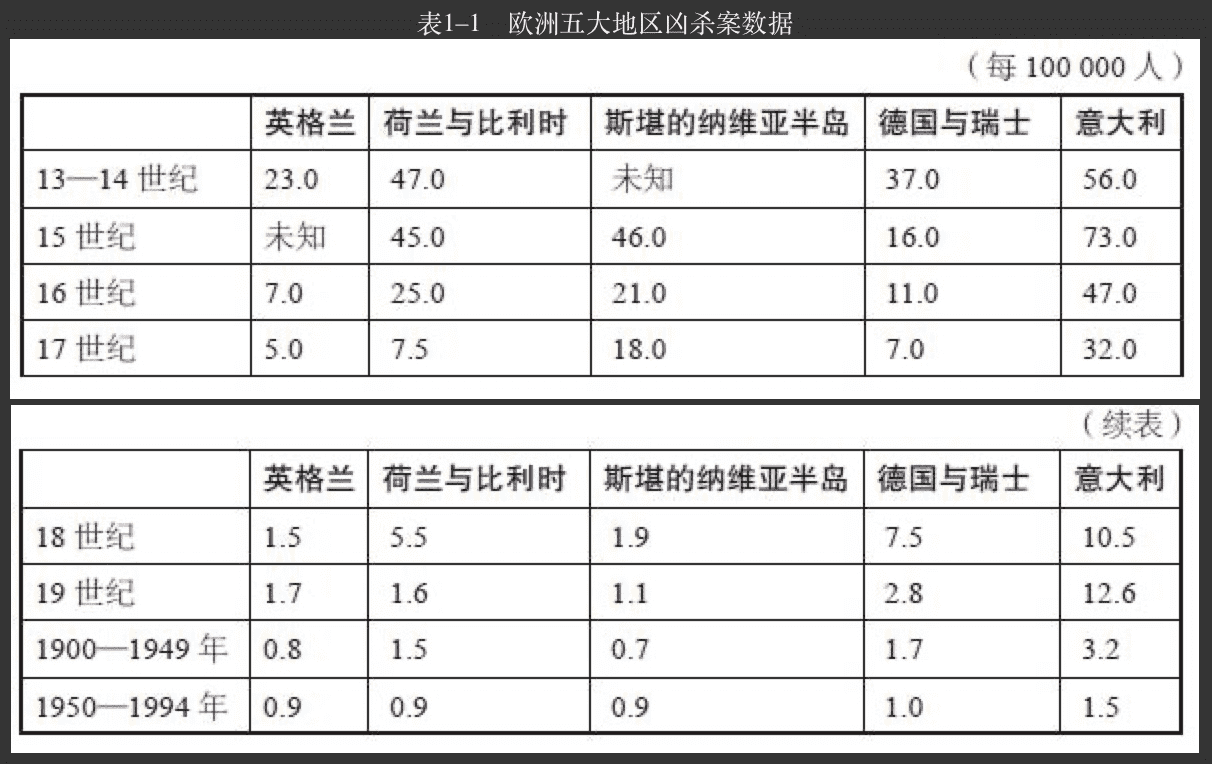 表1–1 欧洲五大地区凶杀案数据
（每 100 000 人）
英格兰 荷兰与比利时 斯堪的纳维亚半岛 德国与瑞士 意大利
13—14 世纪 23.0 47.0 未知 37.0 56.0
15 世纪 未知 45.0 46.0 16.0 73.0
16 世纪 7.0 25.0 21.0 11.0 47.0
17 世纪 5.0 7.5 18.0 7.0 32.0
（续表）
英格兰 荷兰与比利时 斯堪的纳维亚半岛 德国与瑞士 意大利
18 世纪 1.5 5.5 1.9 7.5 10.5
19 世纪 1.7 1.6 1.1 2.8 12.6
1900—1949 年 0.8 1.5 0.7 1.7 3.2
1950—1994 年 0.9 0.9 0.9 1.0 1.5